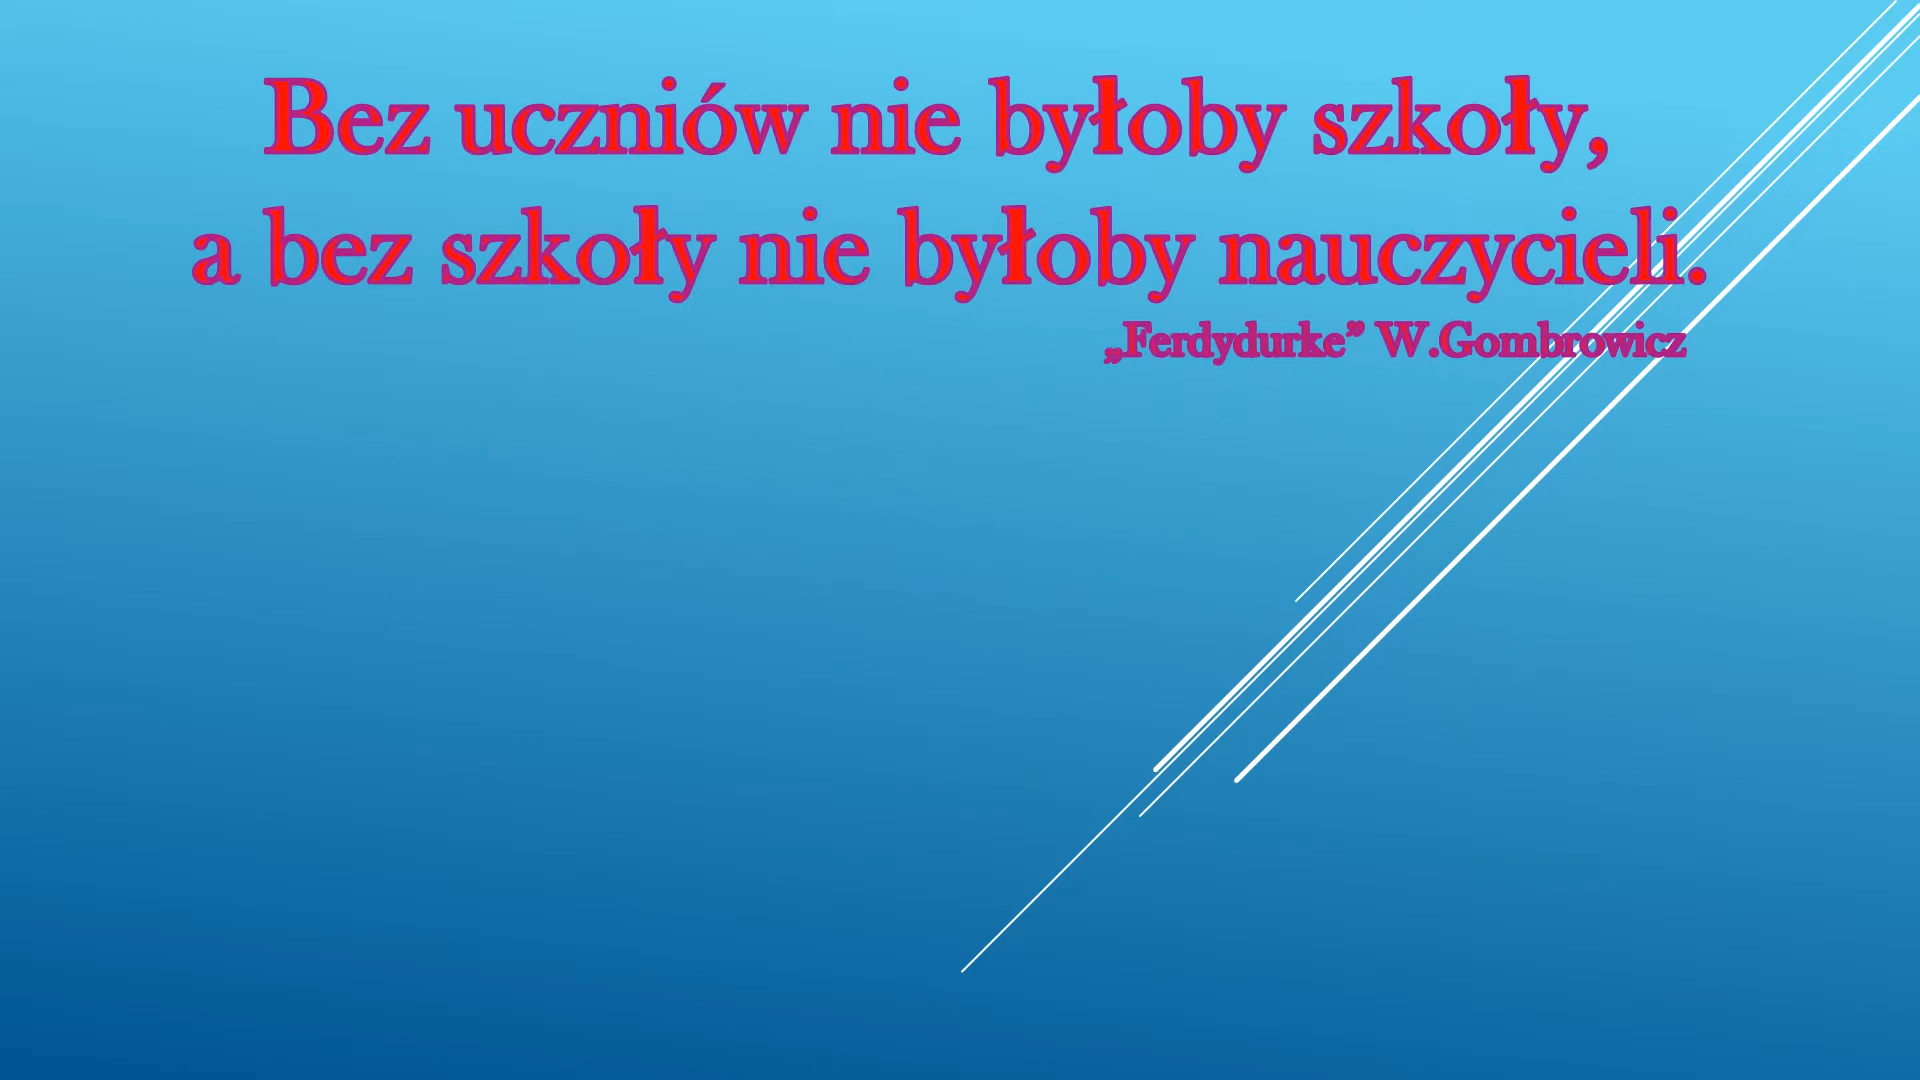 Bez uczniów nie byłoby szkoły,
a bez szkoły nie byłoby nauczycieli.
„Ferdydurke” W.Gombrowicz